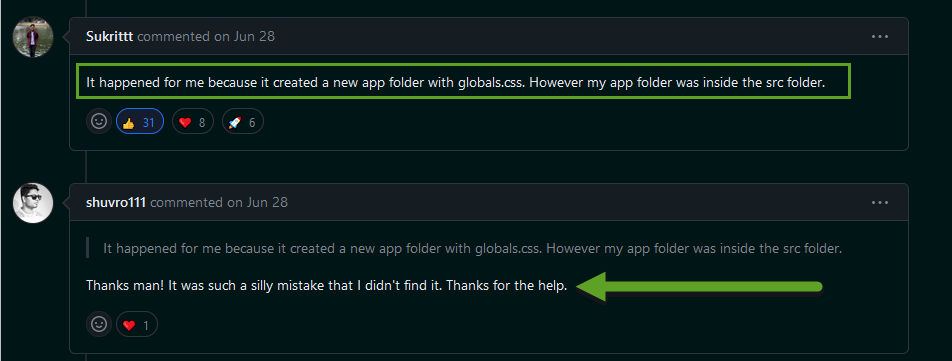 Sukrittt commented on Jun 28
It happened for me because it created a new app folder with globals.css. However my app folder was inside the src folder.
31 8 6
shuvro111 commented on Jun 28
It happened for me because it created a new app folder with globals.css. However my app folder was inside the src folder.
Thanks man! It was such a silly mistake that I didn't find it. Thanks for the help.
1